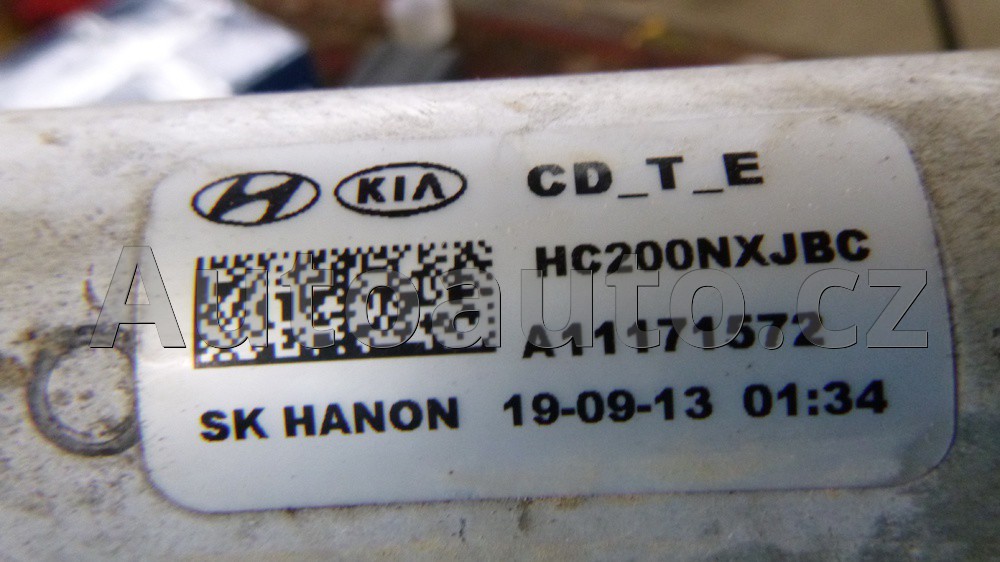 KIA CD_T_E
HC200NXJBC
A11171572
SK HANON 19-09-13 01:34
Autoauto.cz